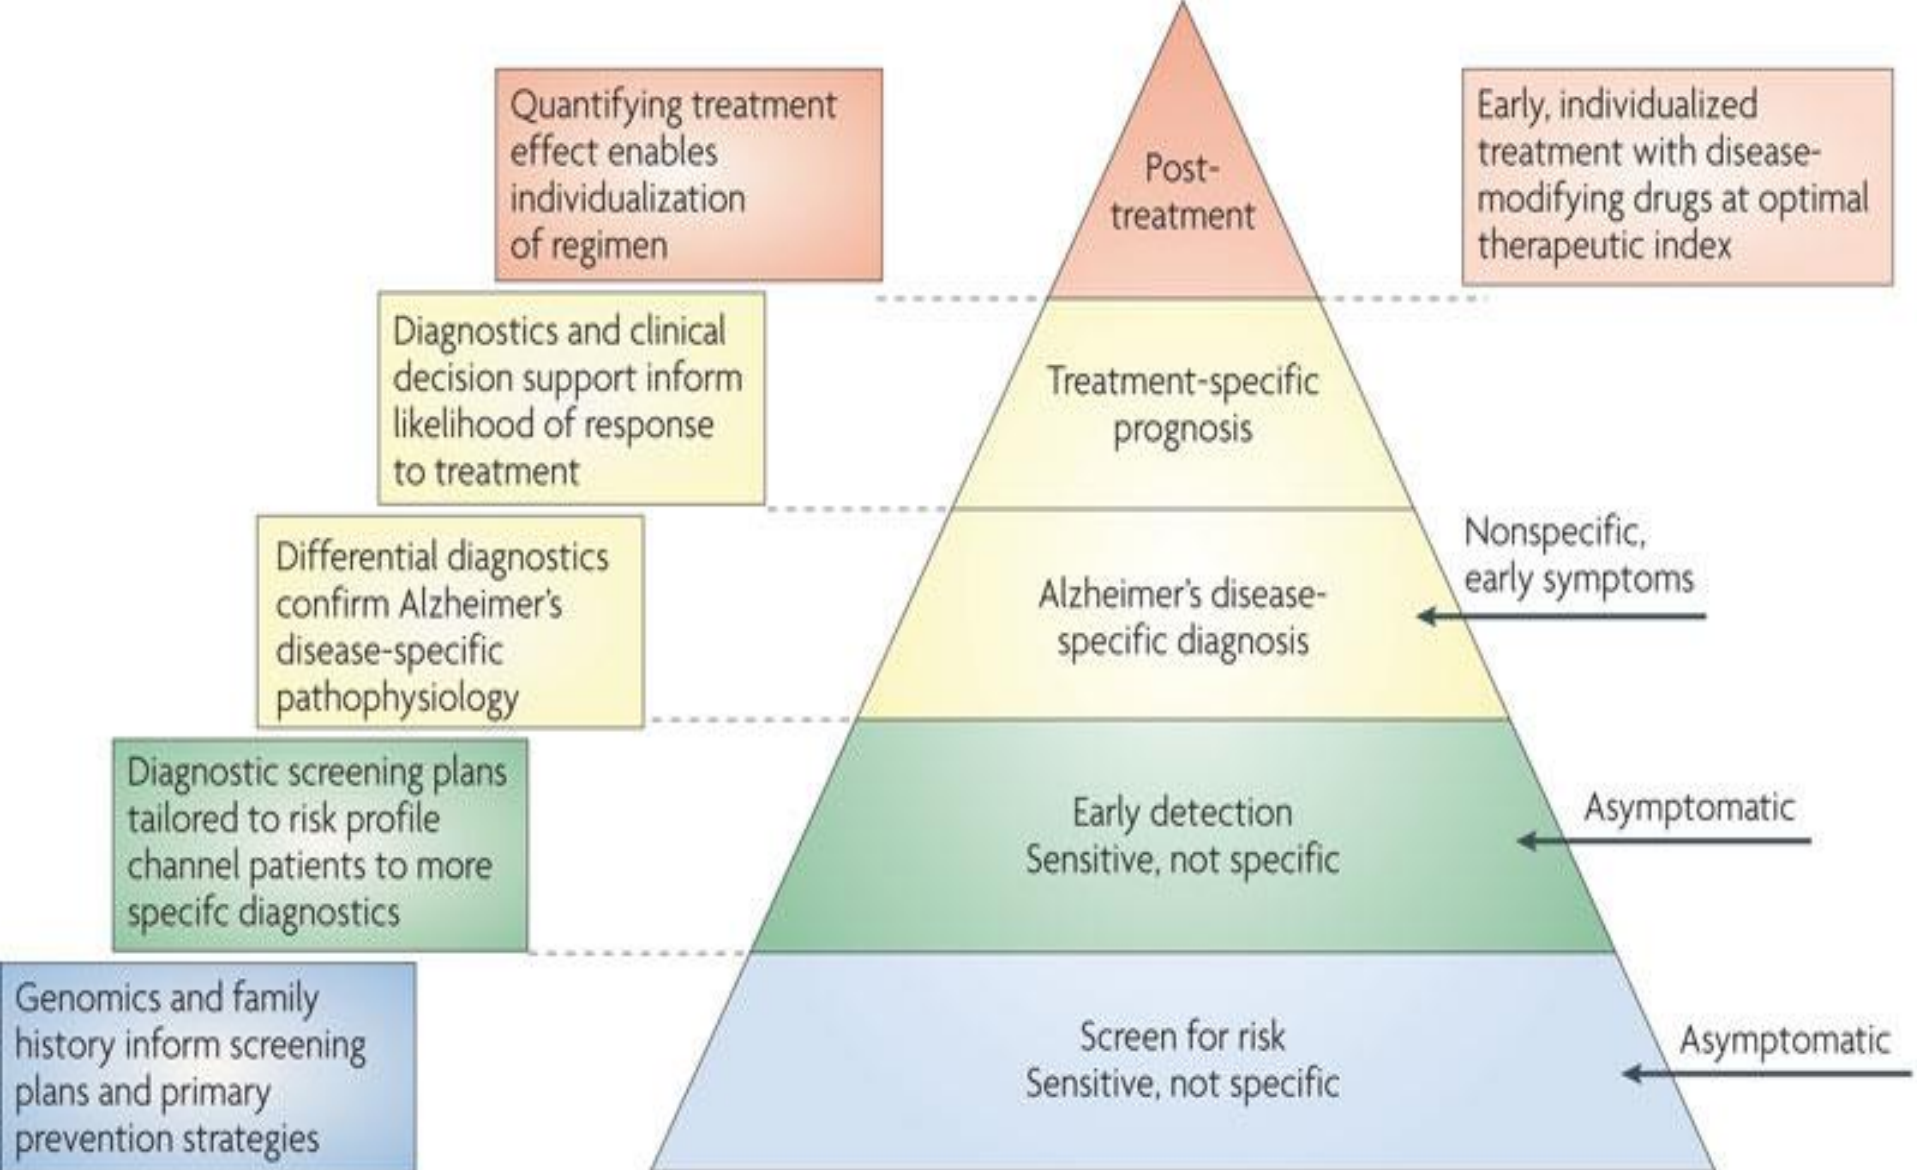 Quantifying treatment
effect enables
individualization
of regimen
Post-
treatment
Early, individualized
treatment with disease-
modifying drugs at optimal
therapeutic index
Diagnostics and clinical
decision support inform
likelihood of response
to treatment
Treatment-specific
prognosis
Differential diagnostics
confirm Alzheimer's
disease-specific
pathophysiology
Alzheimer's disease-
specific diagnosis
Nonspecific,
early symptoms
Diagnostic screening plans
tailored to risk profile
channel patients to more
specifc diagnostics
Early detection
Sensitive, not specific
Asymptomatic
Genomics and family
history inform screening
plans and primary
prevention strategies
Screen for risk
Sensitive, not specific
Asymptomatic